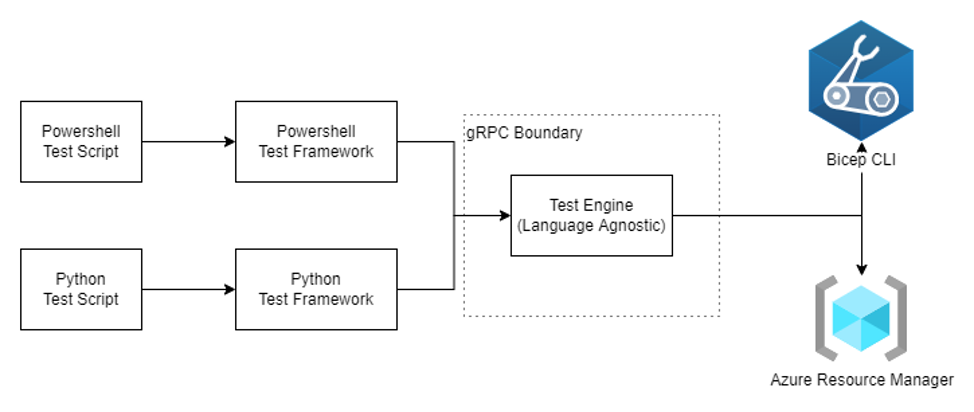 Powershell
Test Script
Powershell
Test Framework
gRPC Boundary
Test Engine
(Language Agnostic)
Bicep CLI
Python
Test Script
Python
Test Framework
Azure Resource Manager